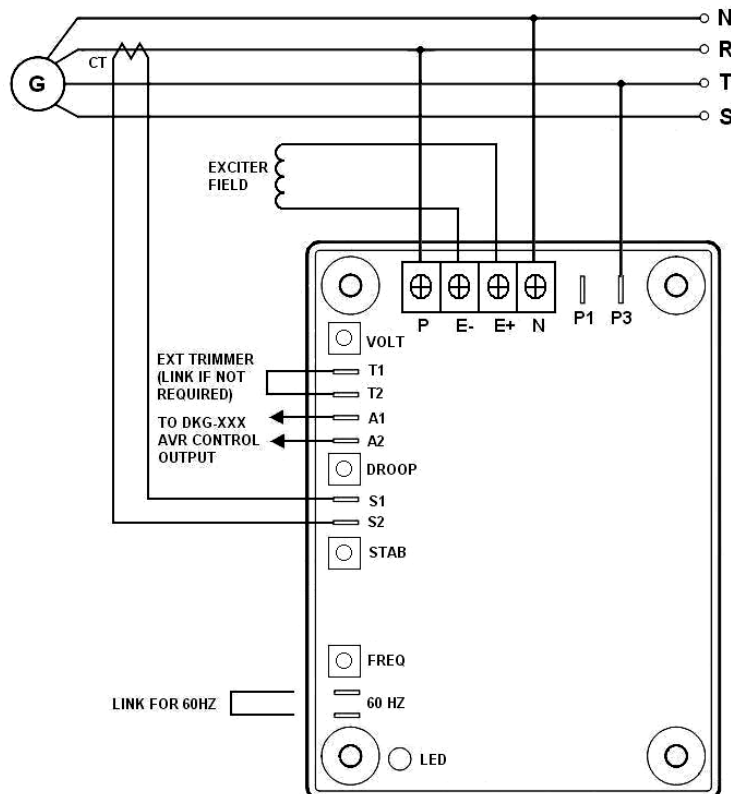 N
R
CT
G
T
S
EXCITER
FIELD
P E- E+ N P1 P3
VOLT
EXT TRIMMER
(LINK IF NOT
REQUIRED)
T1
T2
TO DKG-XXX
AVR CONTROL
OUTPUT
A1
A2
DROOP
S1
S2
STAB
FREQ
LINK FOR 60HZ
60 HZ
LED